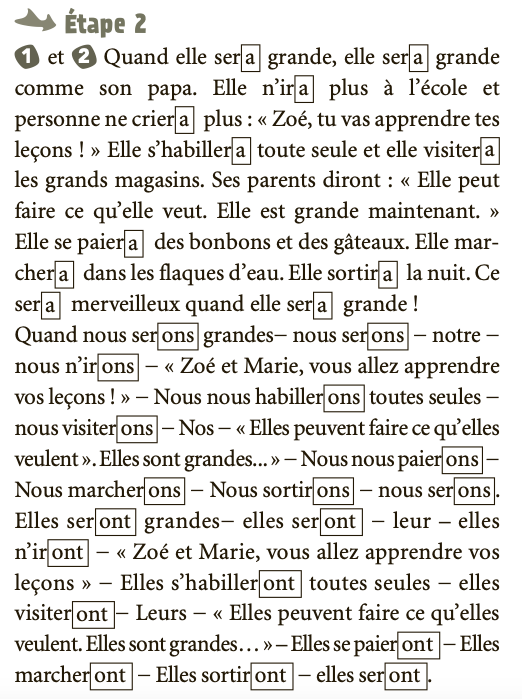 Étape 2
1 et 2 Quand elle sera grande, elle sera grande
comme son papa. Elle n’ira plus à l’école et
personne ne criera plus : « Zoé, tu vas apprendre tes
leçons ! » Elle s’habillera toute seule et elle visitera
les grands magasins. Ses parents diront : « Elle peut
faire ce qu’elle veut. Elle est grande maintenant. »
Elle se paiera des bonbons et des gâteaux. Elle mar-
chera dans les flaques d’eau. Elle sortira la nuit. Ce
sera merveilleux quand elle sera grande !
Quand nous serons grandes– nous serons – notre –
nous n’irons – « Zoé et Marie, vous allez apprendre
vos leçons ! » – Nous nous habillerons toutes seules –
nous visiterons – Nos – « Elles peuvent faire ce qu’elles
veulent ». Elles sont grandes... » – Nous nous paierons –
Nous marcherons – Nous sortirons – nous serons.
Elles seront grandes– elles seront – leur – elles
n’iront – « Zoé et Marie, vous allez apprendre vos
leçons » – Elles s’habilleront toutes seules – elles
visiteront – Leurs – « Elles peuvent faire ce qu’elles
veulent. Elles sont grandes… » – Elles se paieront – Elles
marcheront – Elles sortiront – elles seront.